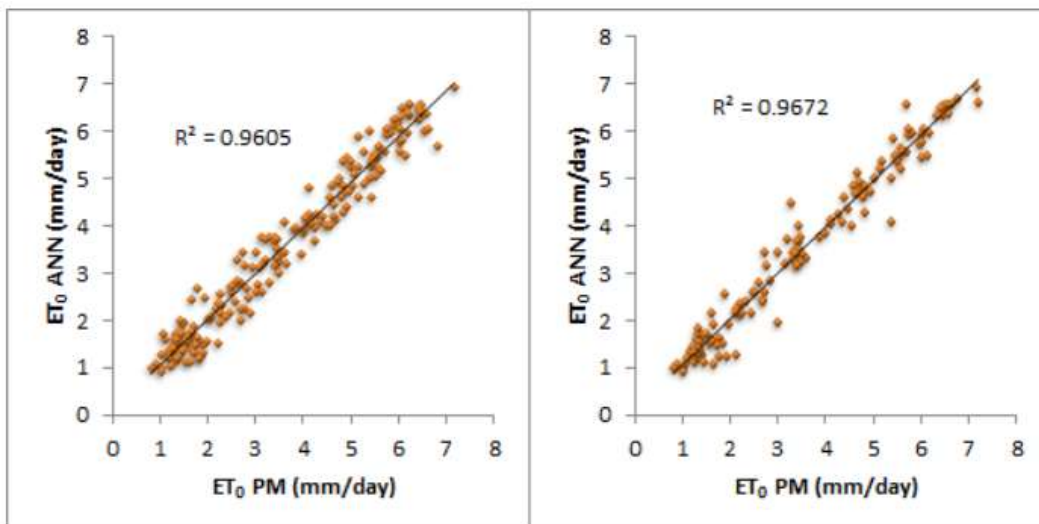 8
7
6
5
4
3
2
1
0
ET₀ ANN (mm/day)
R² = 0.9605
0 1 2 3 4 5 6 7 8
ET₀ PM (mm/day)
8
7
6
5
4
3
2
1
0
ET₀ ANN (mm/day)
R² = 0.9672
0 1 2 3 4 5 6 7 8
ET₀ PM (mm/day)